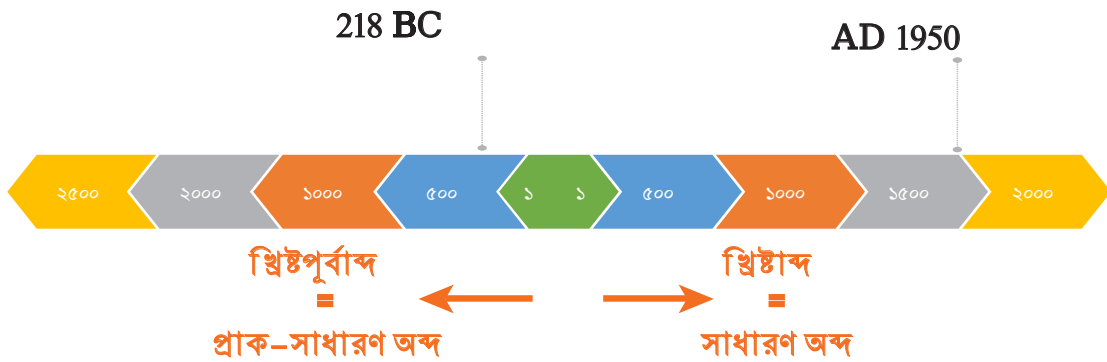 218 BC
AD 1950
২৫০০ ২০০০ ১০০০ ৫০০ ১ ১ ৫০০ ১০০০ ১৫০০ ২০০০
খ্রিষ্টপূর্বাব্দ খ্রিষ্টাব্দ
= =
প্রাক-সাধারণ অব্দ সাধারণ অব্দ